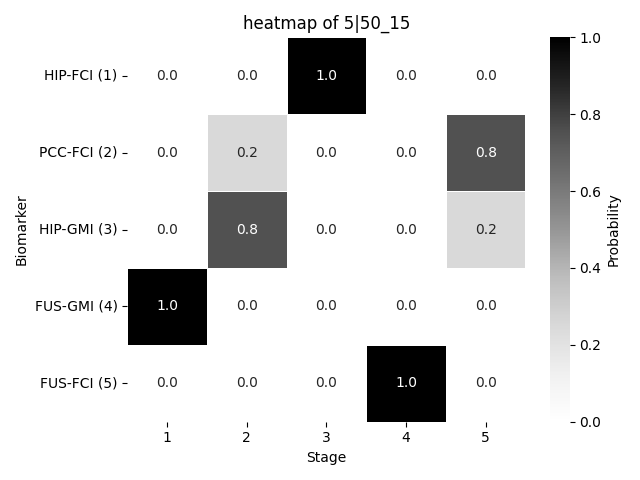 heatmap of 5|50_15
HIP-FCI (1) 0.0 0.0 1.0 0.0 0.0
PCC-FCI (2) 0.0 0.2 0.0 0.0 0.8
HIP-GMI (3) 0.0 0.8 0.0 0.0 0.2
FUS-GMI (4) 1.0 0.0 0.0 0.0 0.0
FUS-FCI (5) 0.0 0.0 0.0 1.0 0.0
1 2 3 4 5
Stage
Biomarker
1.0
0.8
0.6
0.4
0.2
0.0
Probability